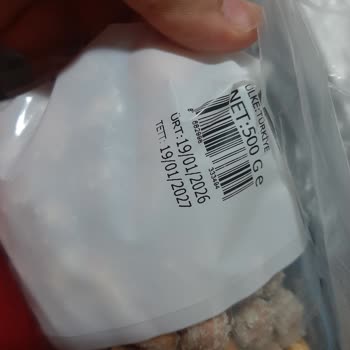 ÜLKE:TÜRKİYE
NET:500 G e
ÜRT:19/01/2026
TETT: 19/01/2027